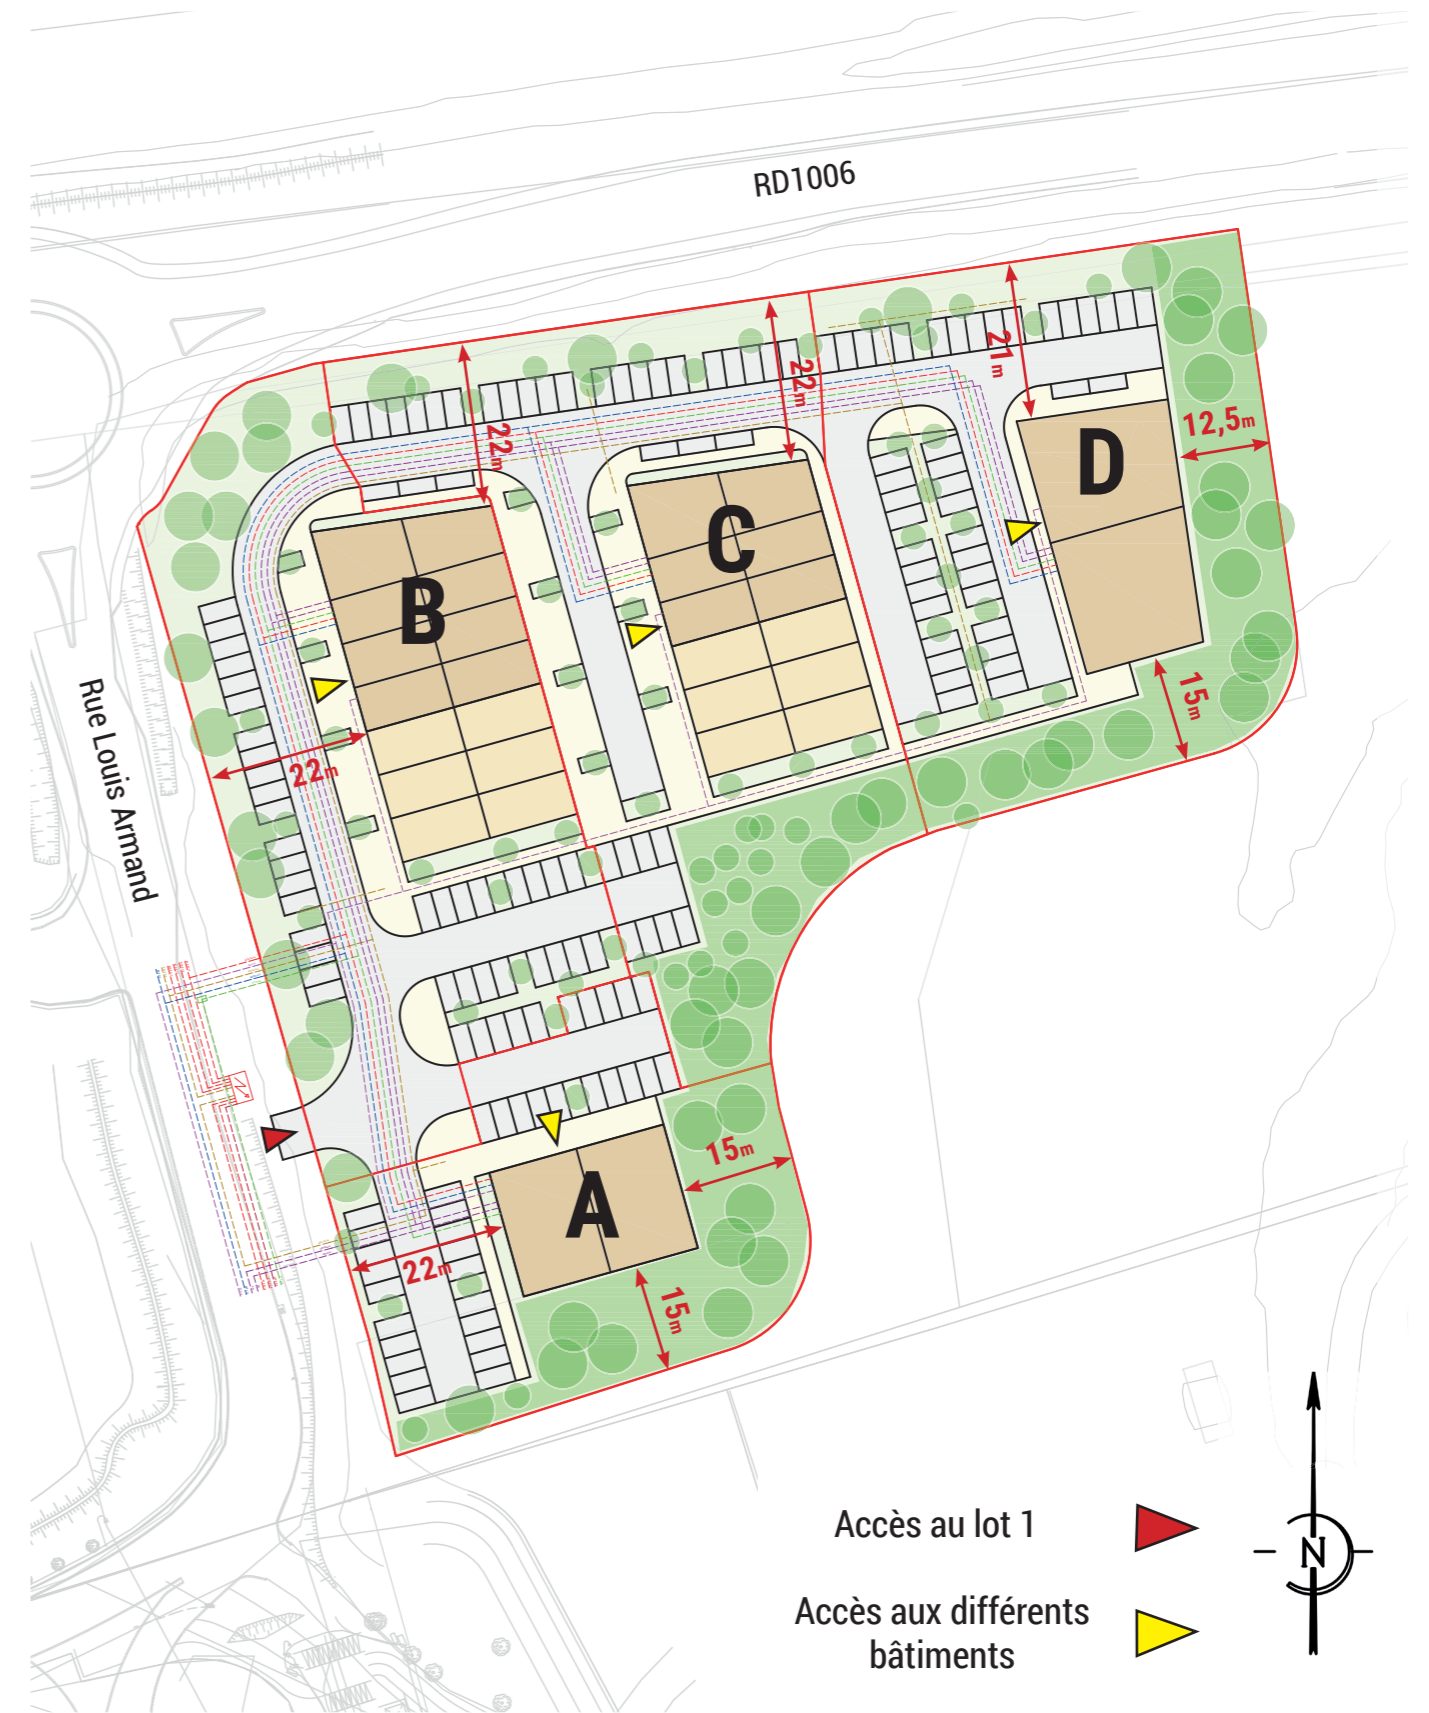 RD1006
21m
22m
D
12,5m
22m
C
B
15m
Rue Louis Armand
22m
15m
A
22m
15m
Accès au lot 1
N
Accès aux différents
bâtiments